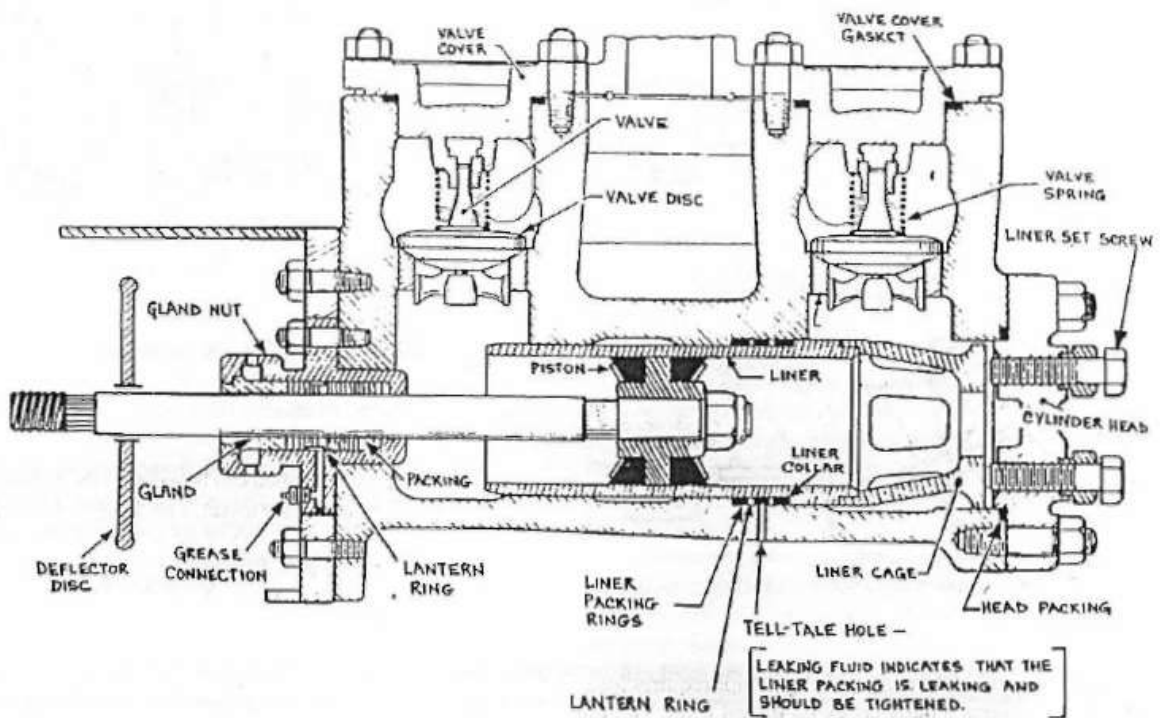 VALVE
COVER
VALVE COVER
GASKET
VALVE
VALVE DISC
VALVE
SPRING
LINER SET SCREW
GLAND NUT
PISTON
LINER
CYLINDER HEAD
LINER
COLLAR
PACKING
GLAND
GREASE
CONNECTION
DEFLECTOR
DISC
LANTERN
RING
LINER
PACKING
RINGS
LINER CAGE
HEAD PACKING
TELL-TALE HOLE —
LEAKING FLUID INDICATES THAT THE
LINER PACKING IS LEAKING AND
SHOULD BE TIGHTENED.
LANTERN RING